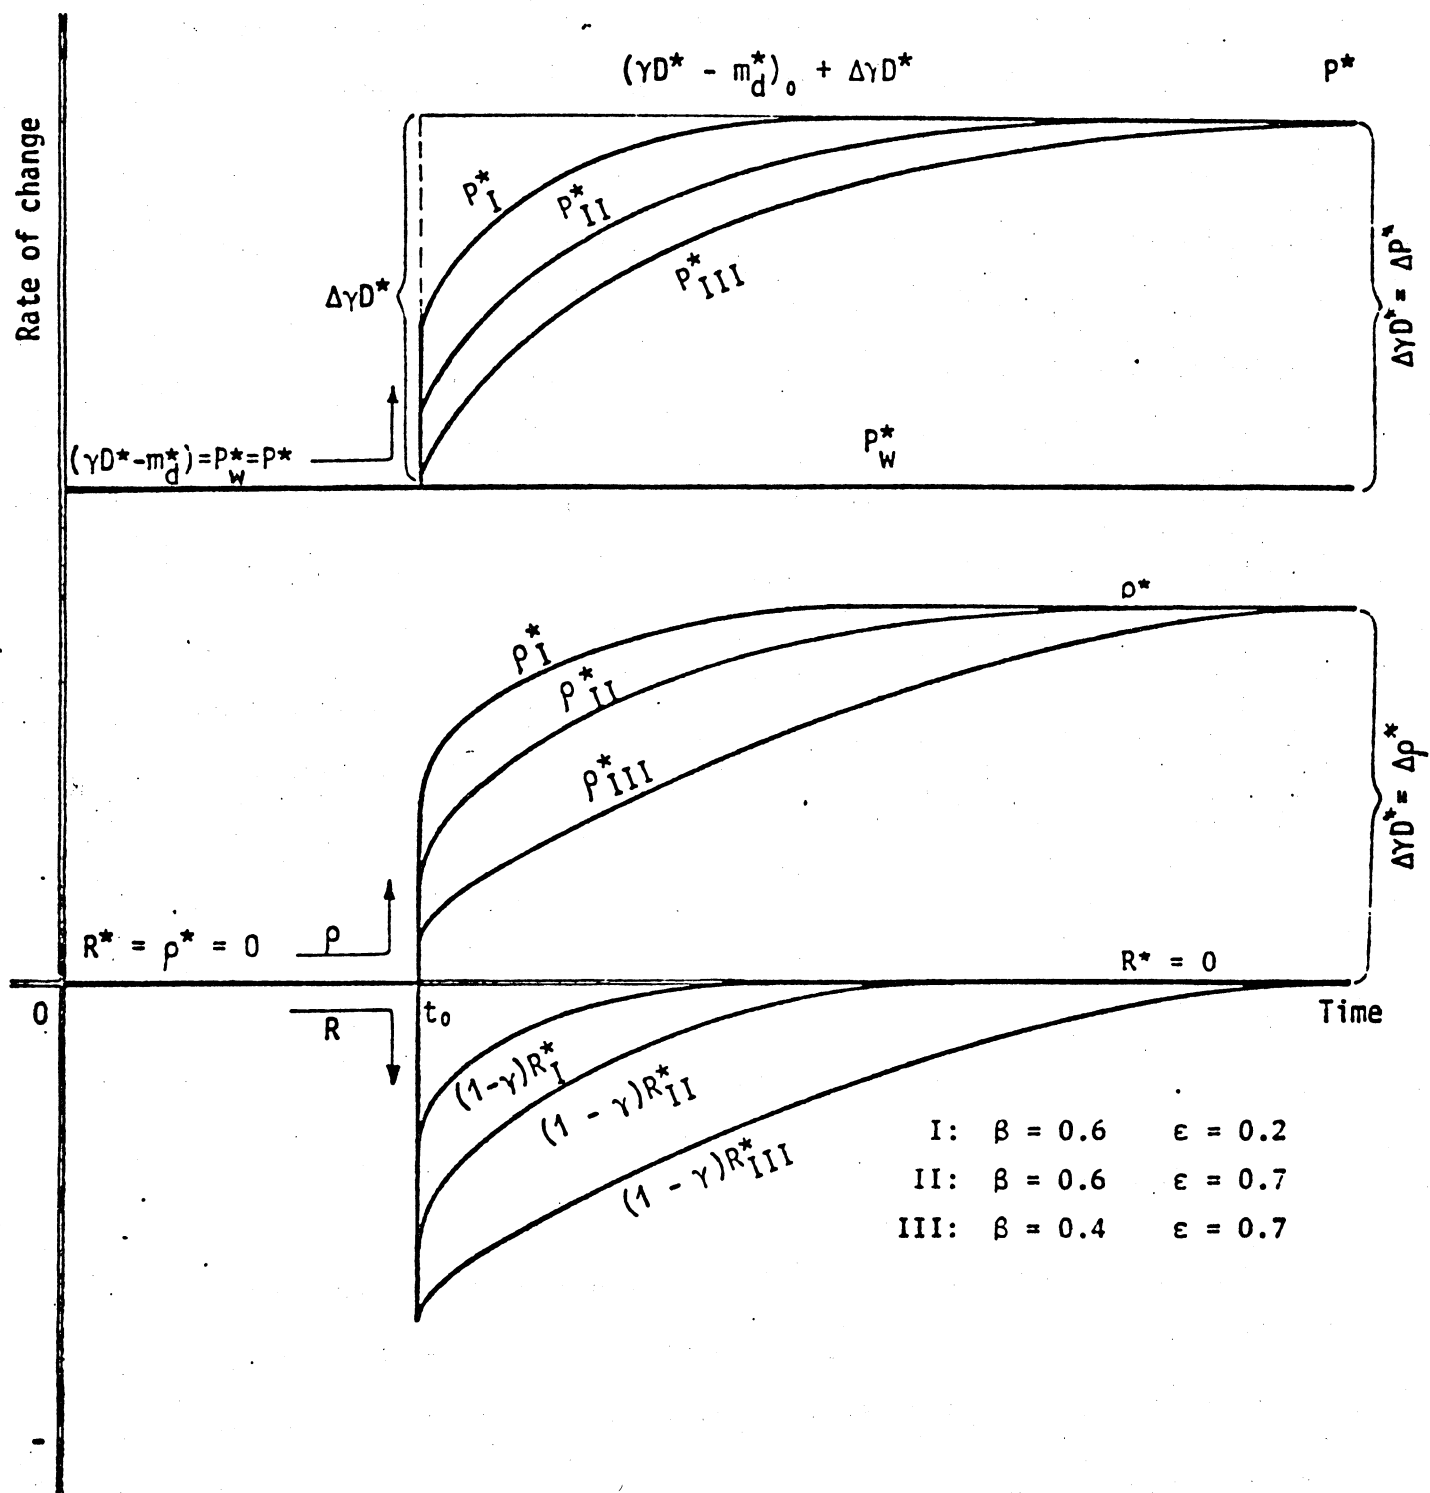 (γD* - m*d)₀ + ΔγD*
P*
Rate of change
P*I
P*II
P*III
ΔγD*
ΔγD* = ΔP*
(γD*-m*d)=P*w=P*
P*w
ρ*
ρ*I
ρ*II
ρ*III
ΔγD* = Δρ*
R* = ρ* = 0
ρ
R* = 0
0
R
t₀
Time
(1-γ)R*I
(1 - γ)R*II
(1 - γ)R*III
I: β = 0.6 ε = 0.2
II: β = 0.6 ε = 0.7
III: β = 0.4 ε = 0.7
-